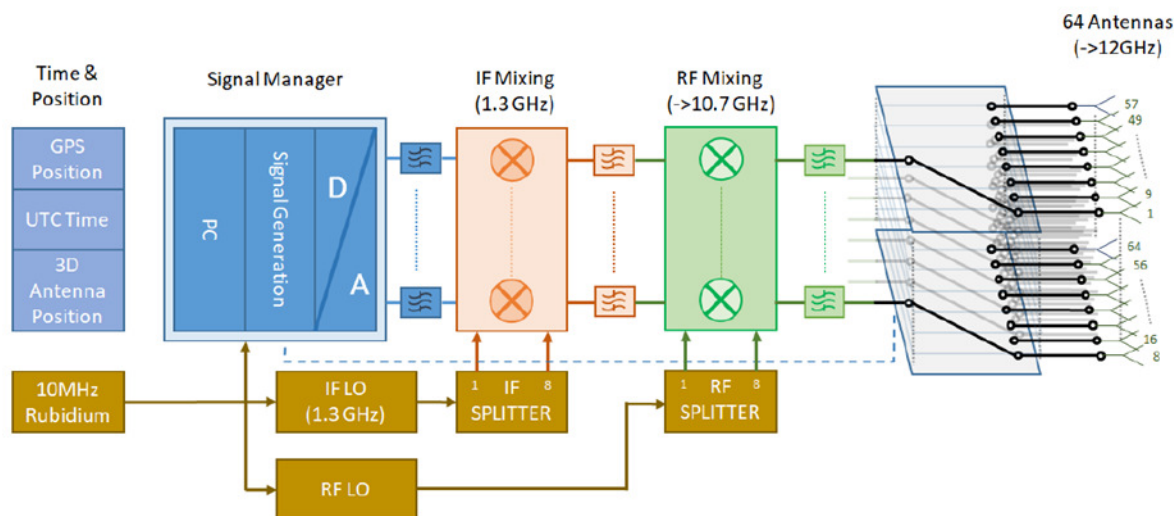 64 Antennas
(->12GHz)
Time &
Position
Signal Manager
IF Mixing
(1.3 GHz)
RF Mixing
(->10.7 GHz)
GPS
Position
UTC Time
3D
Antenna
Position
PC
Signal Generation
D
A
57
49
9
1
64
56
16
8
10MHz
Rubidium
IF LO
(1.3 GHz)
1 IF 8
SPLITTER
1 RF 8
SPLITTER
RF LO